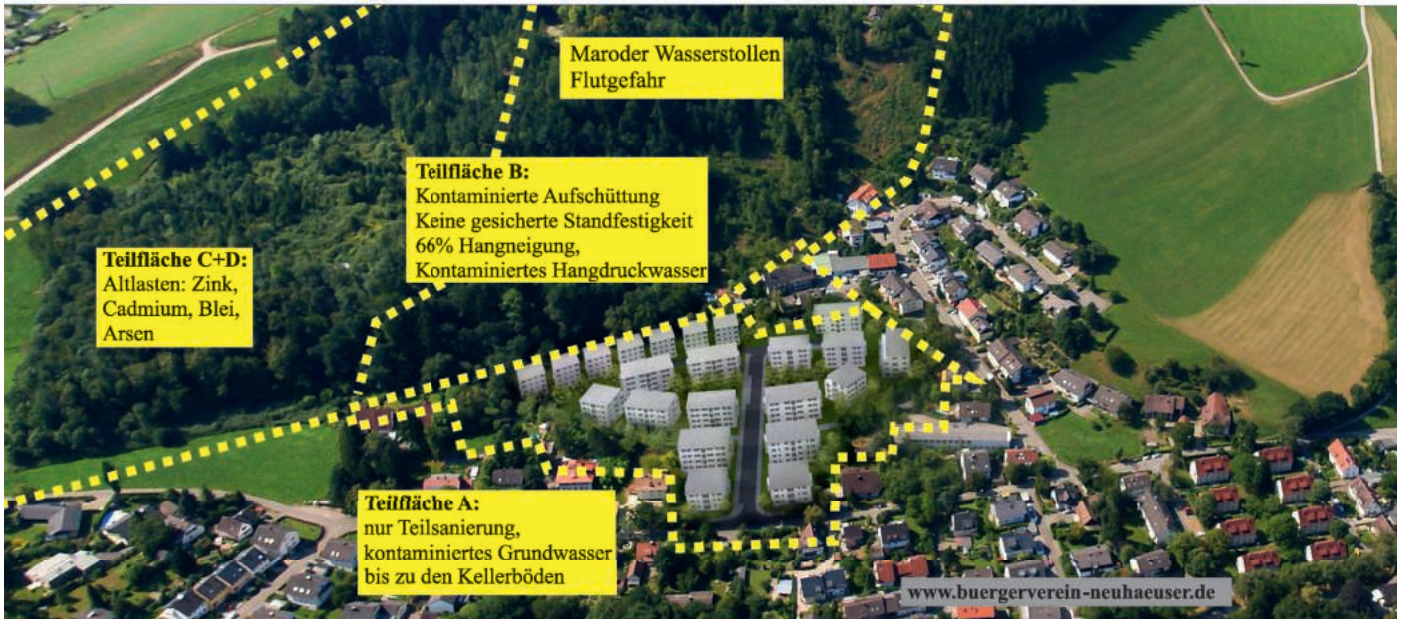 Maroder Wasserstollen
Flutgefahr
Teilfläche B:
Kontaminierte Aufschüttung
Keine gesicherte Standfestigkeit
66% Hangneigung,
Kontaminiertes Hangdruckwasser
Teilfläche C+D:
Altlasten: Zink,
Cadmium, Blei,
Arsen
Teilfläche A:
nur Teilsanierung,
kontaminiertes Grundwasser
bis zu den Kellerböden
www.buergerverein-neuhaeuser.de